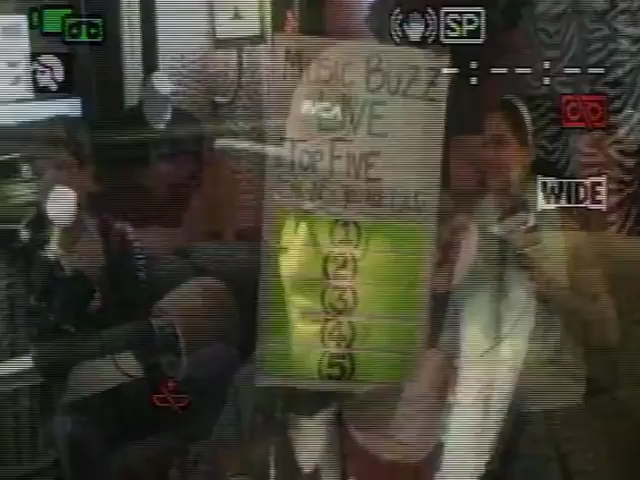 SP
--:--:--
MUSIC BUZZ
LIVE
TOP FIVE
WIDE
(1)
(2)
(3)
(4)
(5)